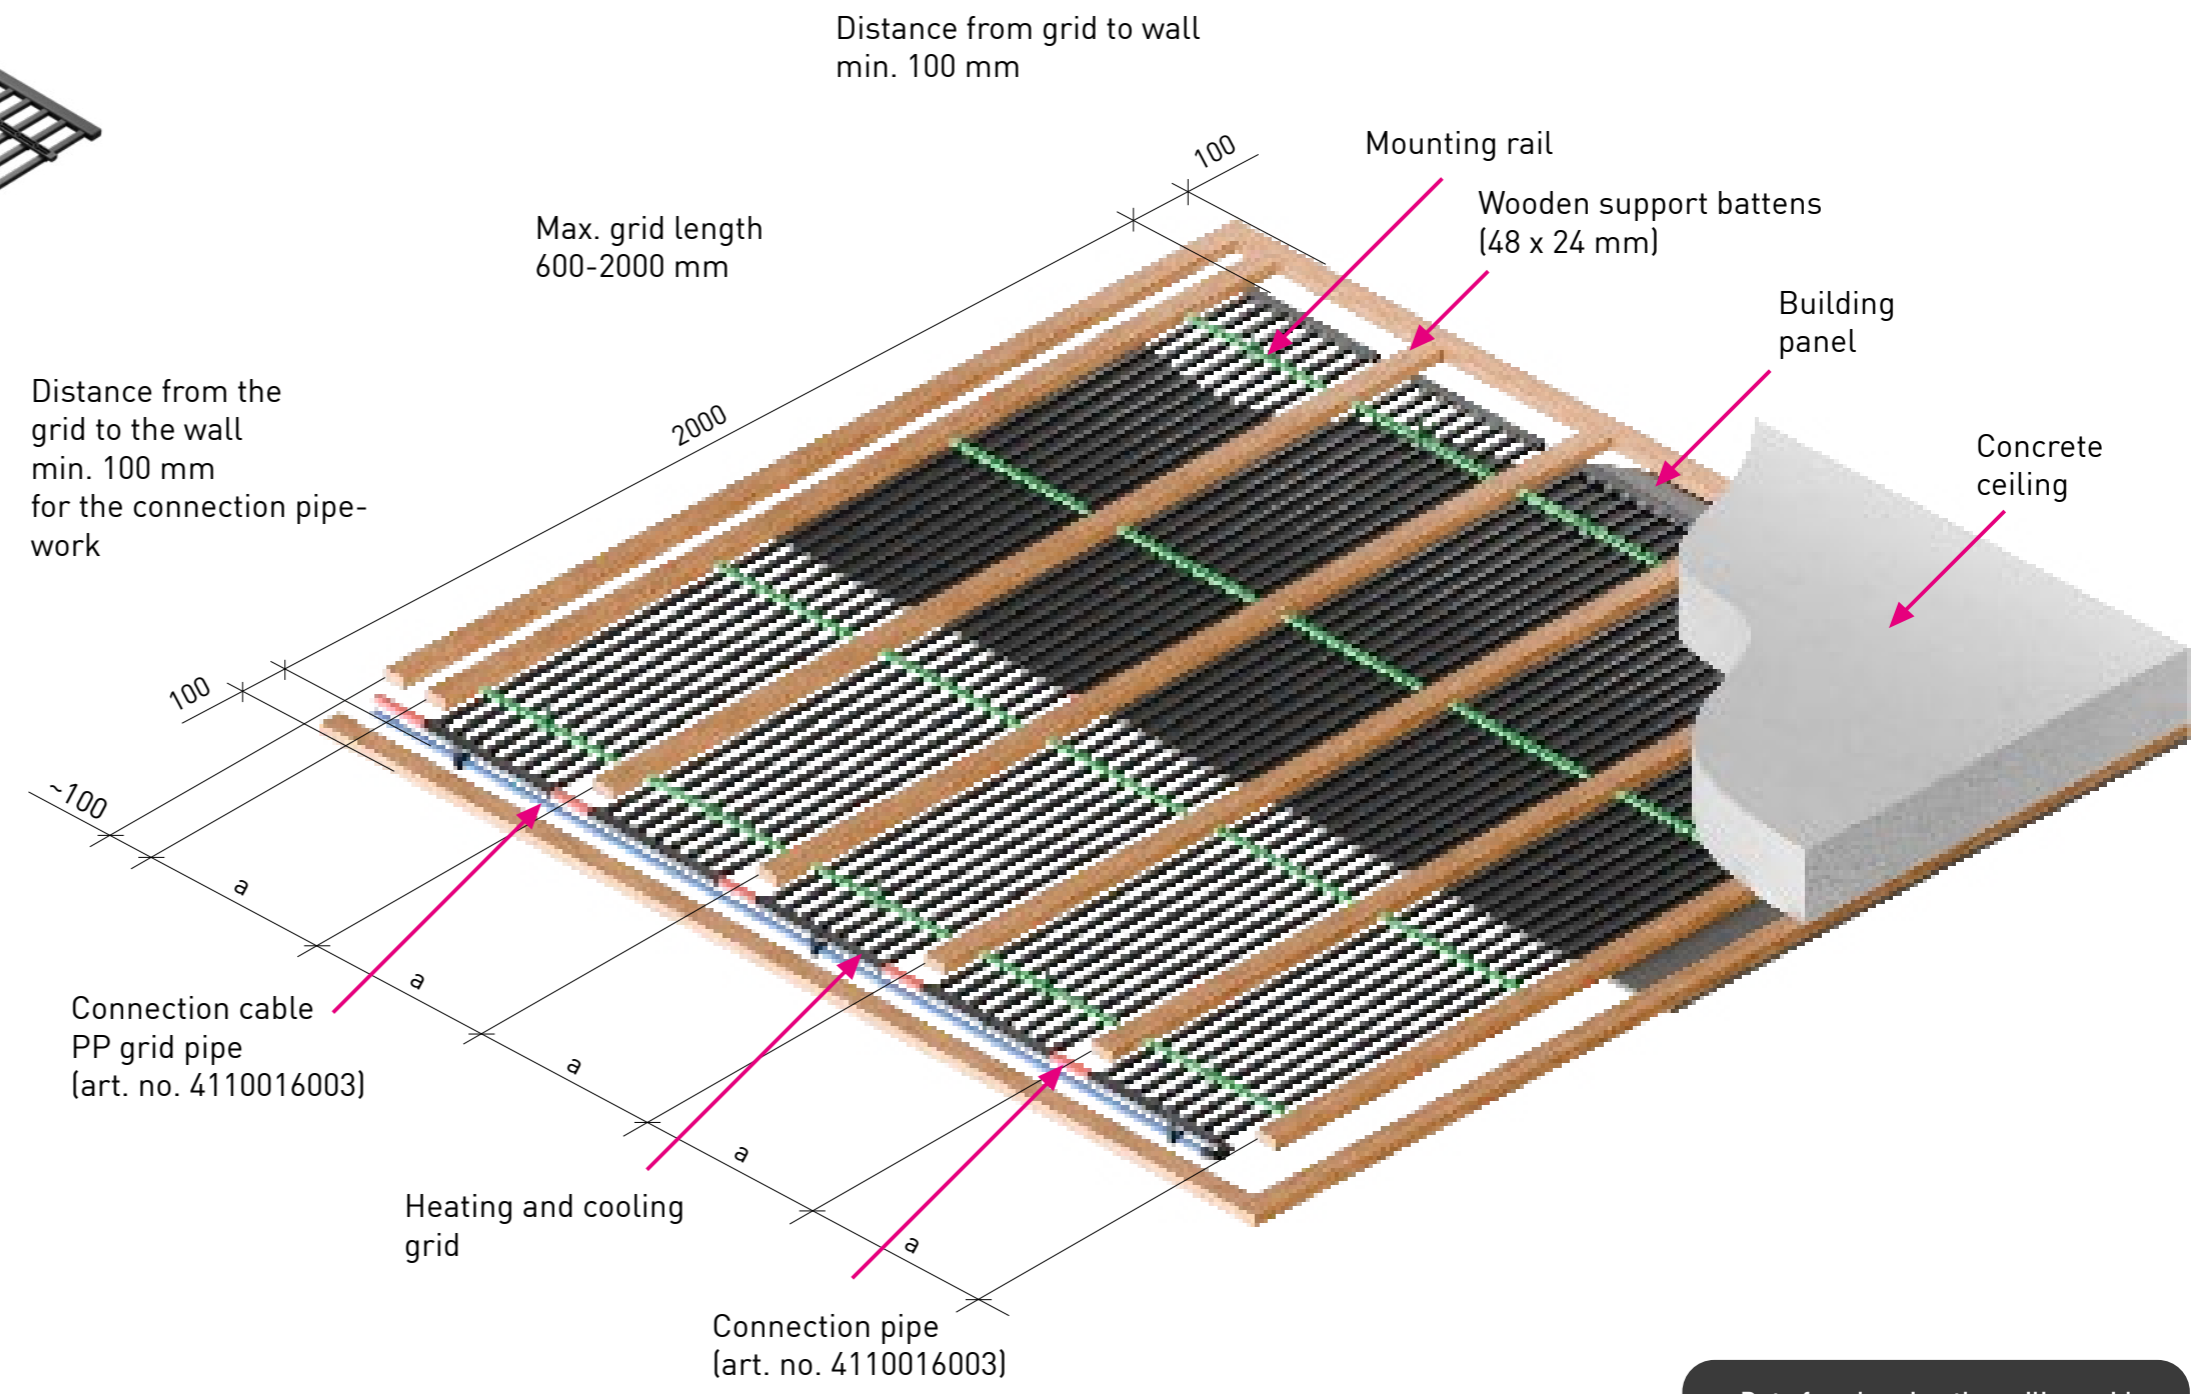 Distance from grid to wall
min. 100 mm
100
Mounting rail
Wooden support battens
(48 x 24 mm)
Max. grid length
600-2000 mm
Building
panel
Distance from the
grid to the wall
min. 100 mm
for the connection pipe-
work
2000
Concrete
ceiling
100
~100
a
a
a
a
a
Connection cable
PP grid pipe
(art. no. 4110016003)
Heating and cooling
grid
Connection pipe
(art. no. 4110016003)